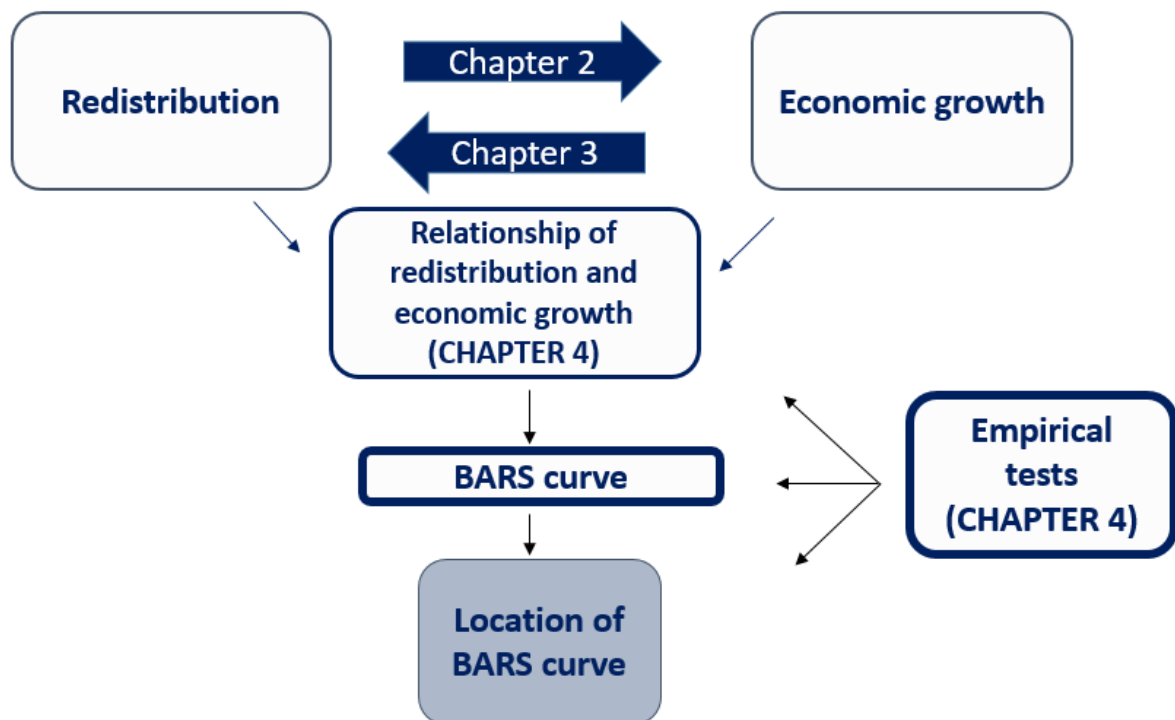 Redistribution
Chapter 2
Economic growth
Chapter 3
Relationship of
redistribution and
economic growth
(CHAPTER 4)
BARS curve
Empirical
tests
(CHAPTER 4)
Location of
BARS curve